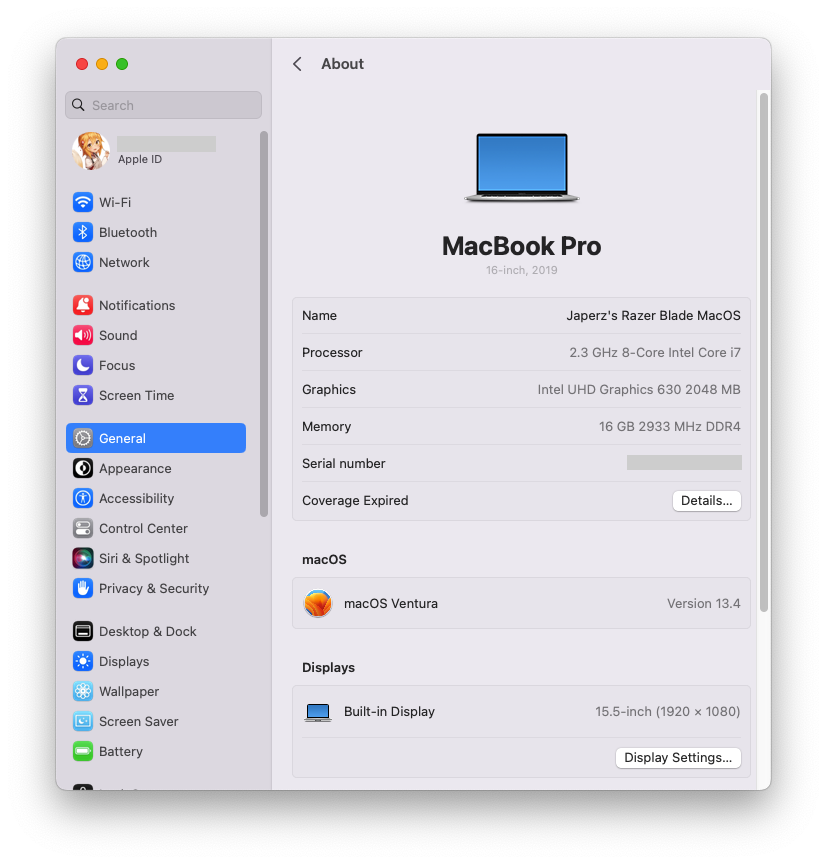 About
Search
Apple ID
Wi-Fi
Bluetooth
Network
Notifications
Sound
Focus
Screen Time
General
Appearance
Accessibility
Control Center
Siri & Spotlight
Privacy & Security
Desktop & Dock
Displays
Wallpaper
Screen Saver
Battery
MacBook Pro
16-inch, 2019
Name Japerz's Razer Blade MacOS
Processor 2.3 GHz 8-Core Intel Core i7
Graphics Intel UHD Graphics 630 2048 MB
Memory 16 GB 2933 MHz DDR4
Serial number
Coverage Expired Details...
macOS
macOS Ventura Version 13.4
Displays
Built-in Display 15.5-inch (1920 × 1080)
Display Settings...